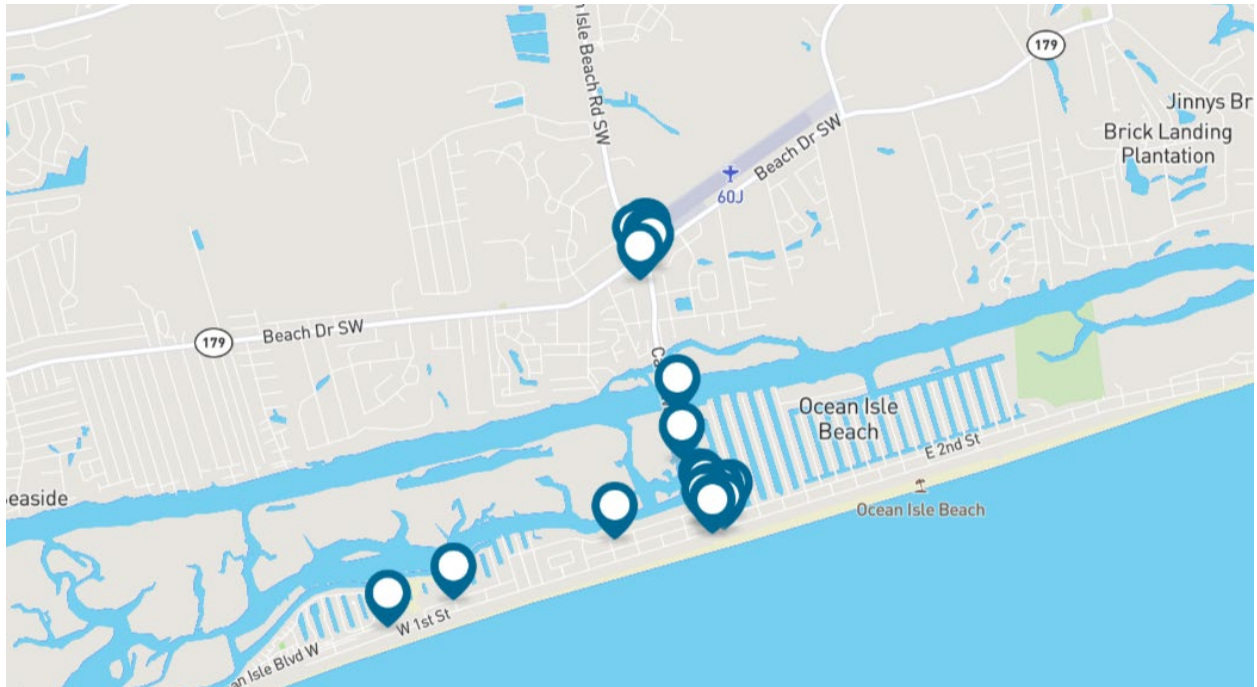 n Isle Beach Rd SW
179
Jinnys Br
Brick Landing
Plantation
Beach Dr SW
60J
Beach Dr SW
179
Ca
Ocean Isle
Beach
E 2nd St
easide
Ocean Isle Beach
W 1st St
an Isle Blvd W